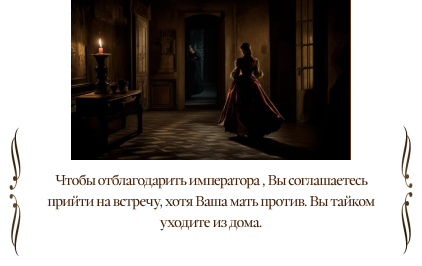 Чтобы отблагодарить императора , Вы соглашаетесь
прийти на встречу, хотя Ваша мать против. Вы тайком
уходите из дома.